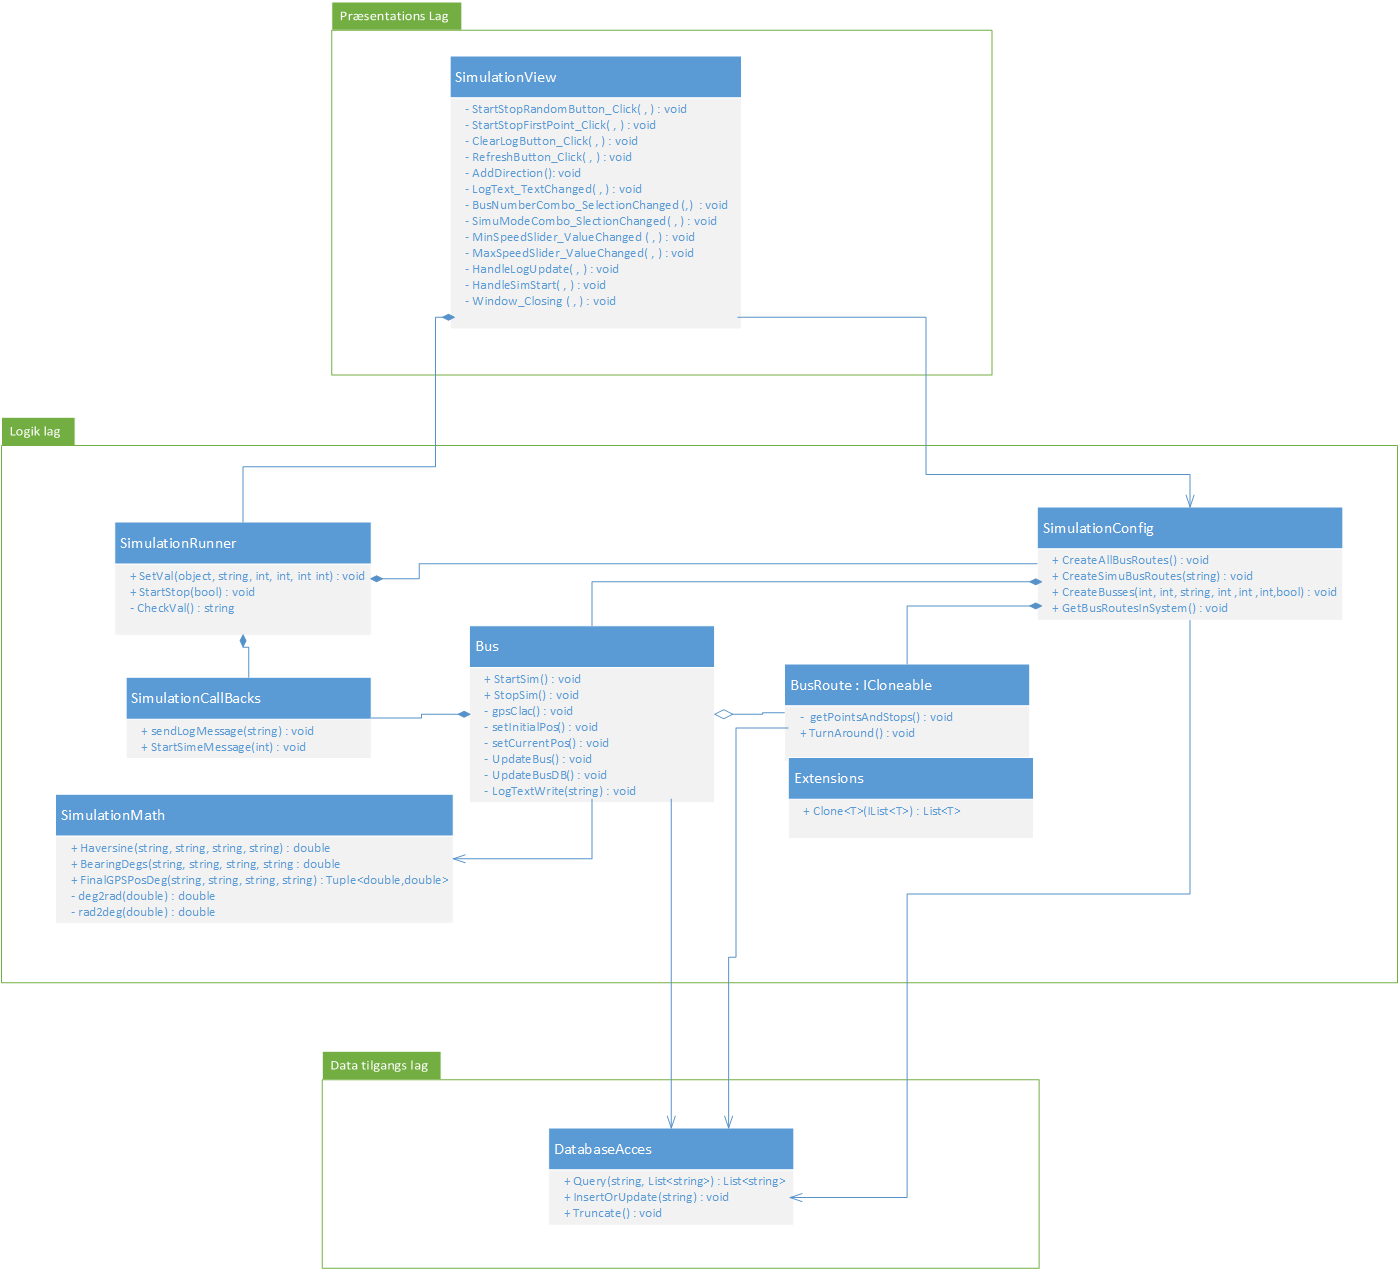 Præsentations Lag
SimulationView
- StartStopRandomButton_Click( , ) : void
- StartStopFirstPoint_Click( , ) : void
- ClearLogButton_Click( , ) : void
- RefreshButton_Click( , ) : void
- AddDirection(): void
- LogText_TextChanged( , ) : void
- BusNumberCombo_SelectionChanged (,) : void
- SimuModeCombo_SlectionChanged( , ) : void
- MinSpeedSlider_ValueChanged ( , ) : void
- MaxSpeedSlider_ValueChanged( , ) : void
- HandleLogUpdate( , ) : void
- HandleSimStart( , ) : void
- Window_Closing ( , ) : void
Logik lag
SimulationRunner
+ SetVal(object, string, int, int, int int) : void
+ StartStop(bool) : void
- CheckVal() : string
SimulationConfig
+ CreateAllBusRoutes() : void
+ CreateSimuBusRoutes(string) : void
+ CreateBusses(int, int, string, int ,int ,int,bool) : void
+ GetBusRoutesInSystem() : void
SimulationCallBacks
+ sendLogMessage(string) : void
+ StartSimeMessage(int) : void
Bus
+ StartSim() : void
+ StopSim() : void
- gpsClac() : void
- setInitialPos() : void
- setCurrentPos() : void
- UpdateBus() : void
- UpdateBusDB() : void
- LogTextWrite(string) : void
BusRoute : ICloneable
- getPointsAndStops() : void
+TurnAround() : void
Extensions
+ Clone<T>(IList<T>) : List<T>
SimulationMath
+ Haversine(string, string, string, string) : double
+ BearingDegs(string, string, string, string : double
+ FinalGPSPosDeg(string, string, string, string) : Tuple<double,double>
- deg2rad(double) : double
- rad2deg(double) : double
Data tilgangs lag
DatabaseAcces
+ Query(string, List<string>) : List<string>
+ InsertOrUpdate(string) : void
+ Truncate() : void